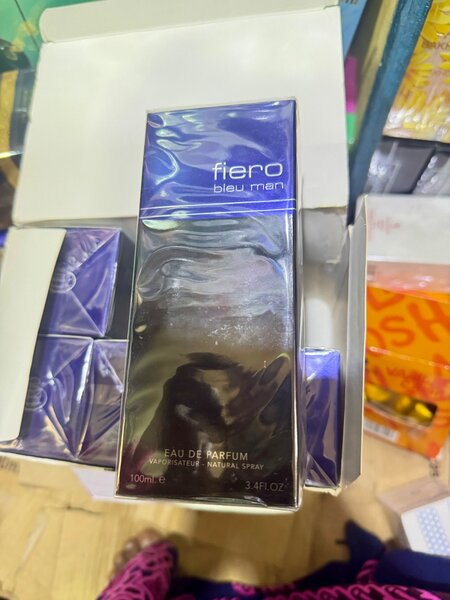 fiero
bleu man
EAU DE PARFUM
VAPORISATEUR - NATURAL SPRAY
100ml. e
3.4FL.OZ